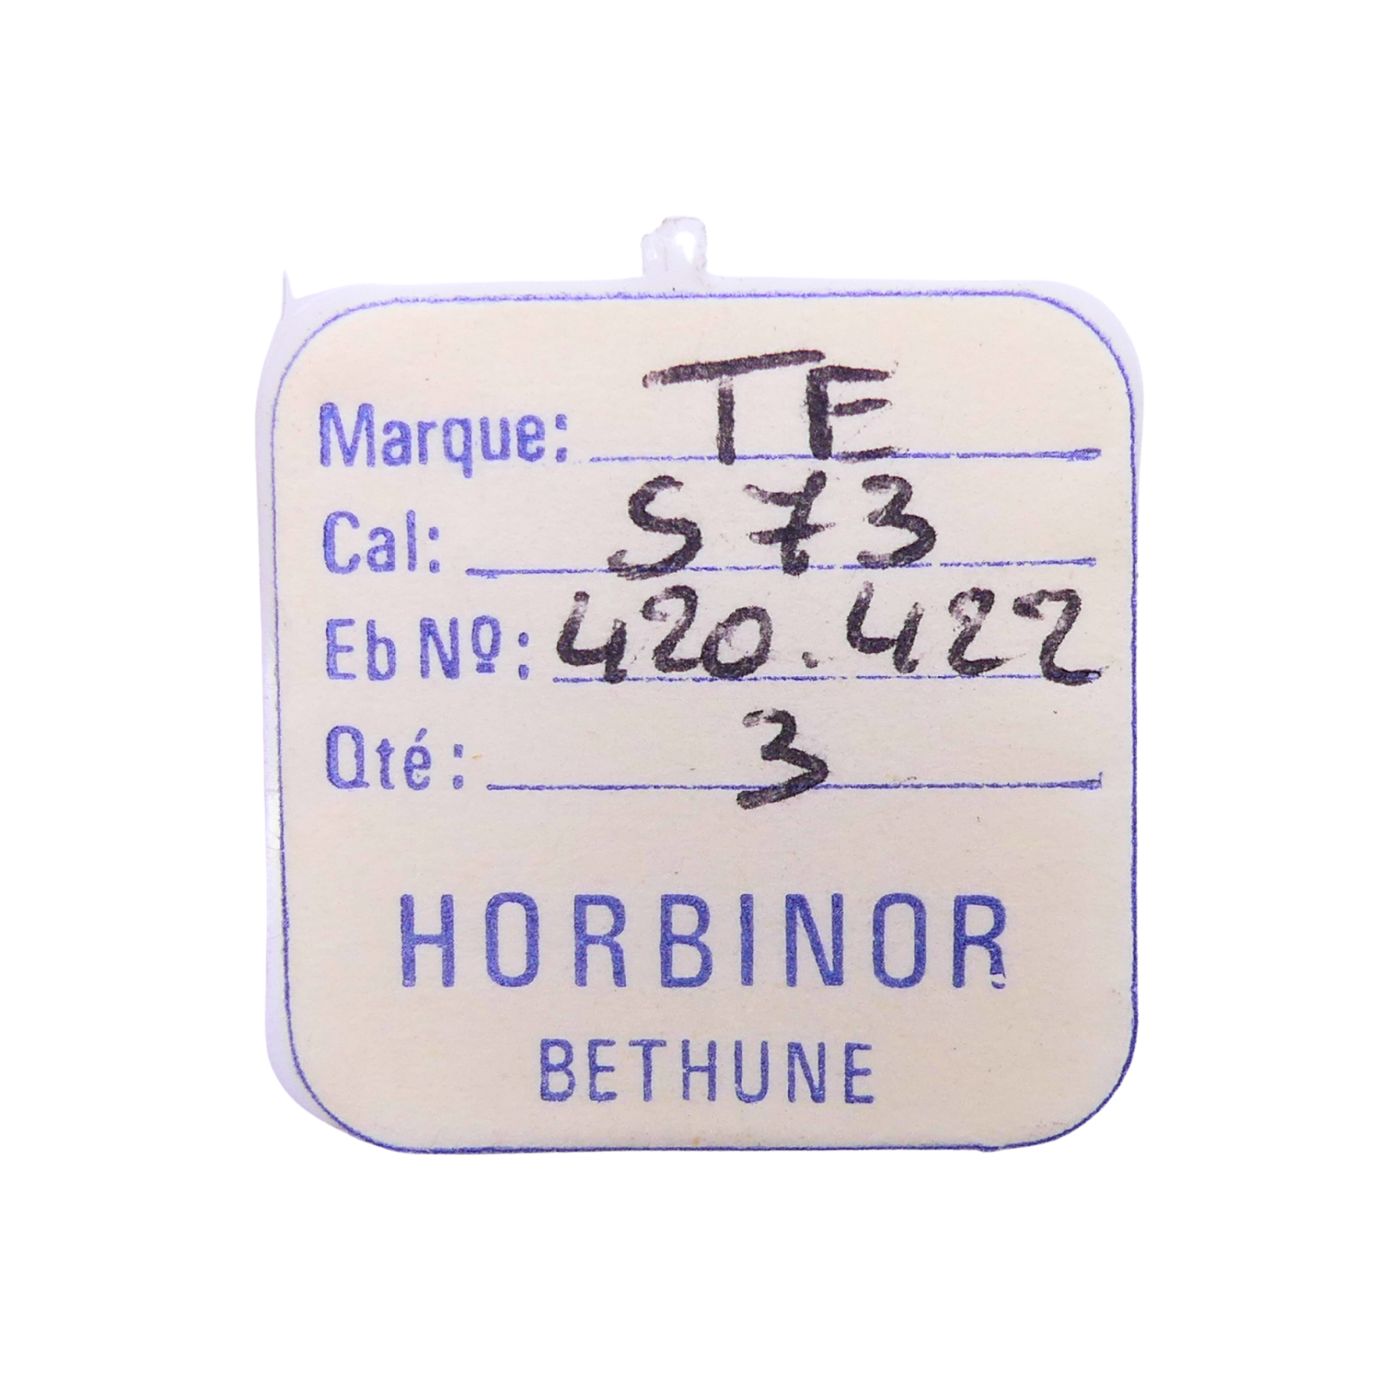 Marque: TE
Cal: S73
Eb Nº: 420.422
Qté: 3
HORBINOR
BETHUNE